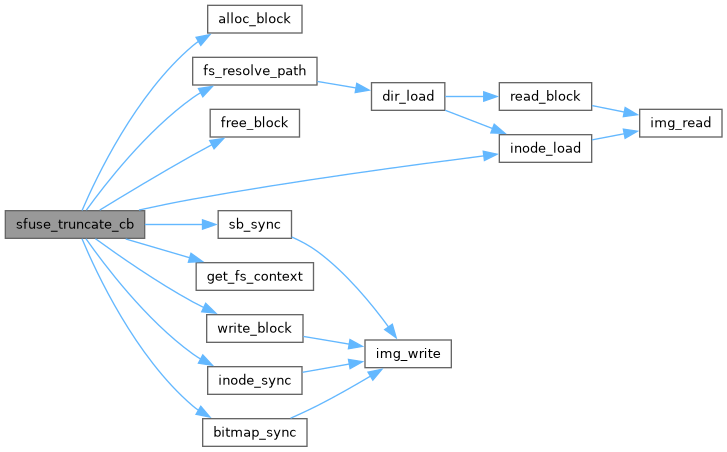 alloc_block
fs_resolve_path
dir_load
read_block
img_read
free_block
inode_load
sfuse_truncate_cb
sb_sync
get_fs_context
write_block
img_write
inode_sync
bitmap_sync